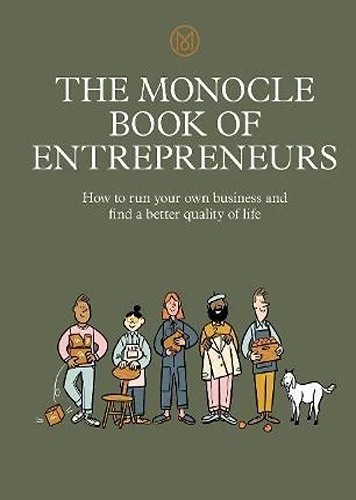 THE MONOCLE
BOOK OF
ENTREPRENEURS
How to run your own business and
find a better quality of life